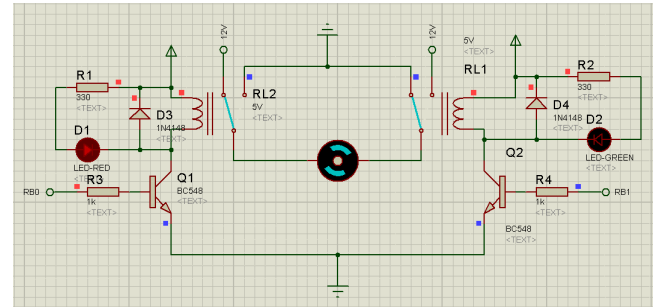 12V
12V
5V
<TEXT>
R1
330
<TEXT>
RL2
5V
<TEXT>
RL1
R2
330
<TEXT>
D3
1N4148
<TEXT>
D4
1N4148
<TEXT>
D1
LED-RED
<TEXT>
D2
LED-GREEN
<TEXT>
Q1
BC548
<TEXT>
Q2
BC548
<TEXT>
RB0
R3
1k
<TEXT>
R4
1k
<TEXT>
RB1